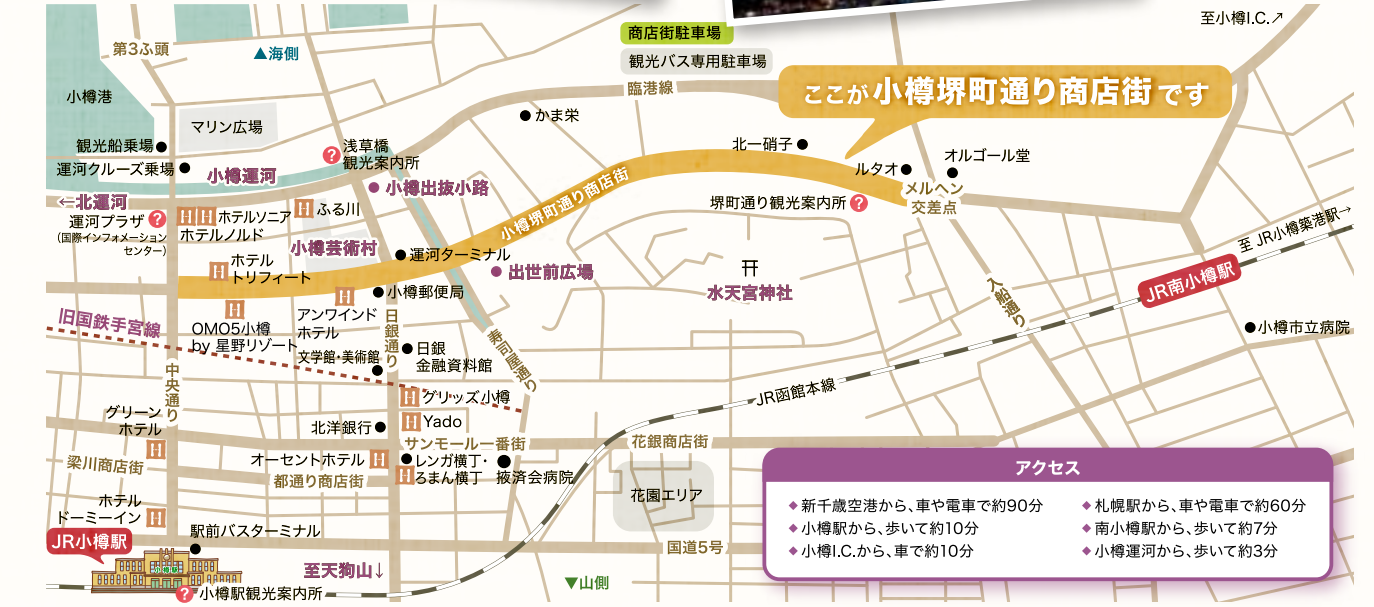 至小樽I.C.↗
商店街駐車場
観光バス専用駐車場
第3ふ頭
▲海側
臨港線
ここが小樽堺町通り商店街です
小樽港
マリン広場
かま栄
観光船乗場
浅草橋
観光案内所
北一硝子
運河クルーズ乗場
小樽運河
ルタオ
オルゴール堂
小樽出抜小路
メルヘン
交差点
←北運河
運河プラザ
(国際インフォメーション
センター)
ホテルソニア
ホテルノルド
ふる川
堺町通り観光案内所
小樽堺町通り商店街
小樽芸術村
運河ターミナル
至 JR小樽築港駅→
ホテル
トリフィート
出世前広場
水天宮神社
JR南小樽駅
小樽郵便局
入船通り
旧国鉄手宮線
OMO5小樽
by 星野リゾート
アンワインド
ホテル
日銀通り
小樽市立病院
寿司屋通り
文学館・美術館
日銀
金融資料館
中央通り
JR函館本線
グリッズ小樽
グリーン
ホテル
北洋銀行
Yado
サンモール一番街
花銀商店街
梁川商店街
オーセントホテル
レンガ横丁・
ろまん横丁
掖済会病院
都通り商店街
花園エリア
ホテル
ドーミーイン
駅前バスターミナル
JR小樽駅
国道5号
小樽駅
至天狗山↓
▲
▼山側
小樽駅観光案内所
アクセス
◆新千歳空港から、車や電車で約90分
◆小樽駅から、歩いて約10分
◆小樽I.C.から、車で約10分
◆札幌駅から、車や電車で約60分
◆南小樽駅から、歩いて約7分
◆小樽運河から、歩いて約3分